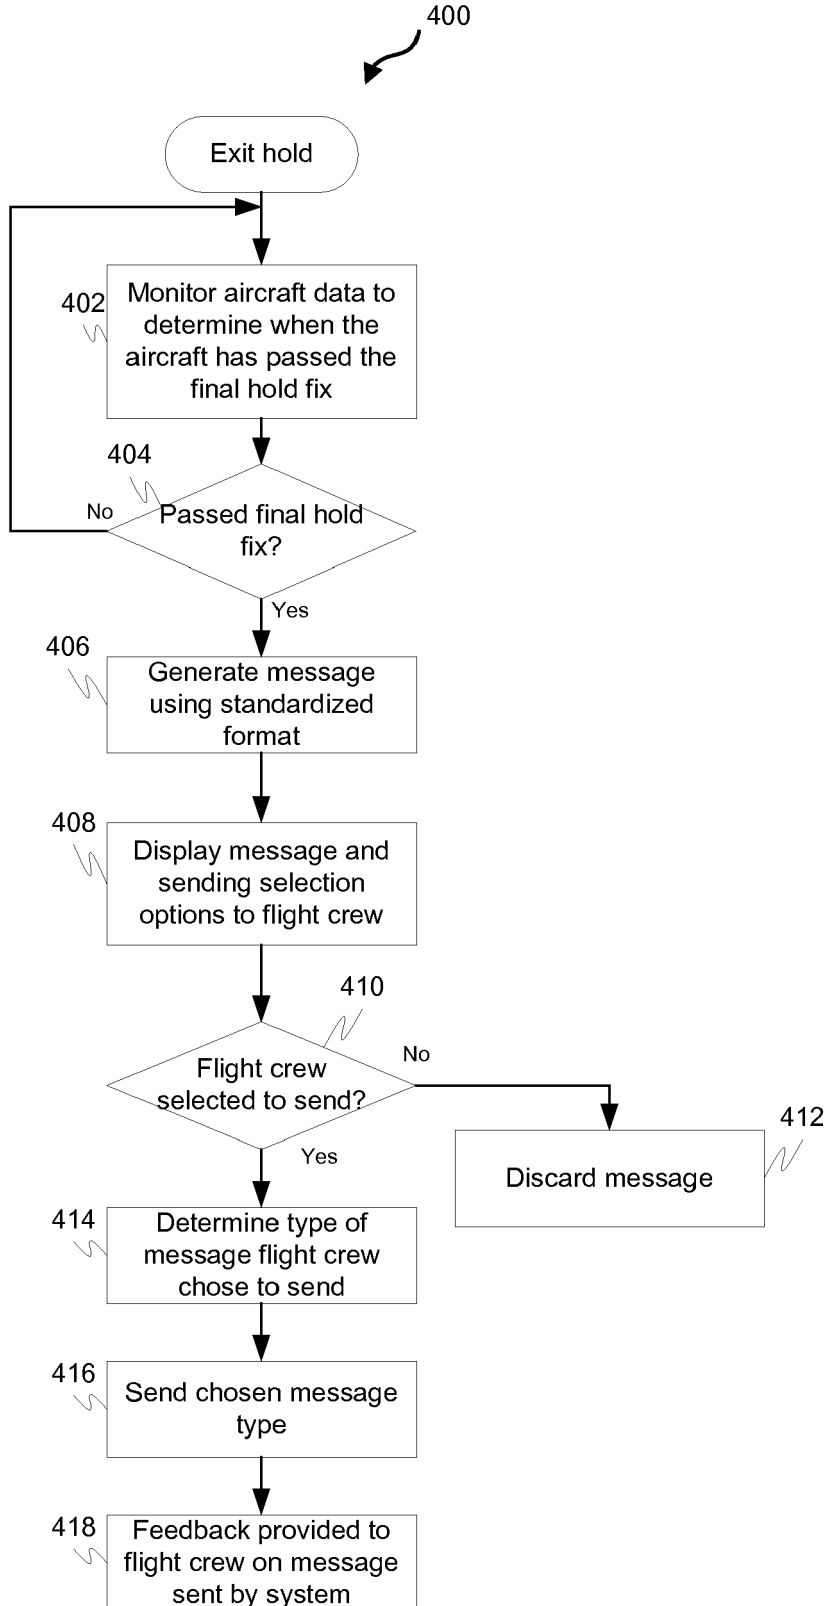 400
Exit hold
402
Monitor aircraft data to
determine when the
aircraft has passed the
final hold fix
404
No
Passed final hold
fix?
Yes
406
Generate message
using standardized
format
408
Display message and
sending selection
options to flight crew
410
Flight crew
selected to send?
No
412
Discard message
Yes
414
Determine type of
message flight crew
chose to send
416
Send chosen message
type
418
Feedback provided to
flight crew on message
sent by system